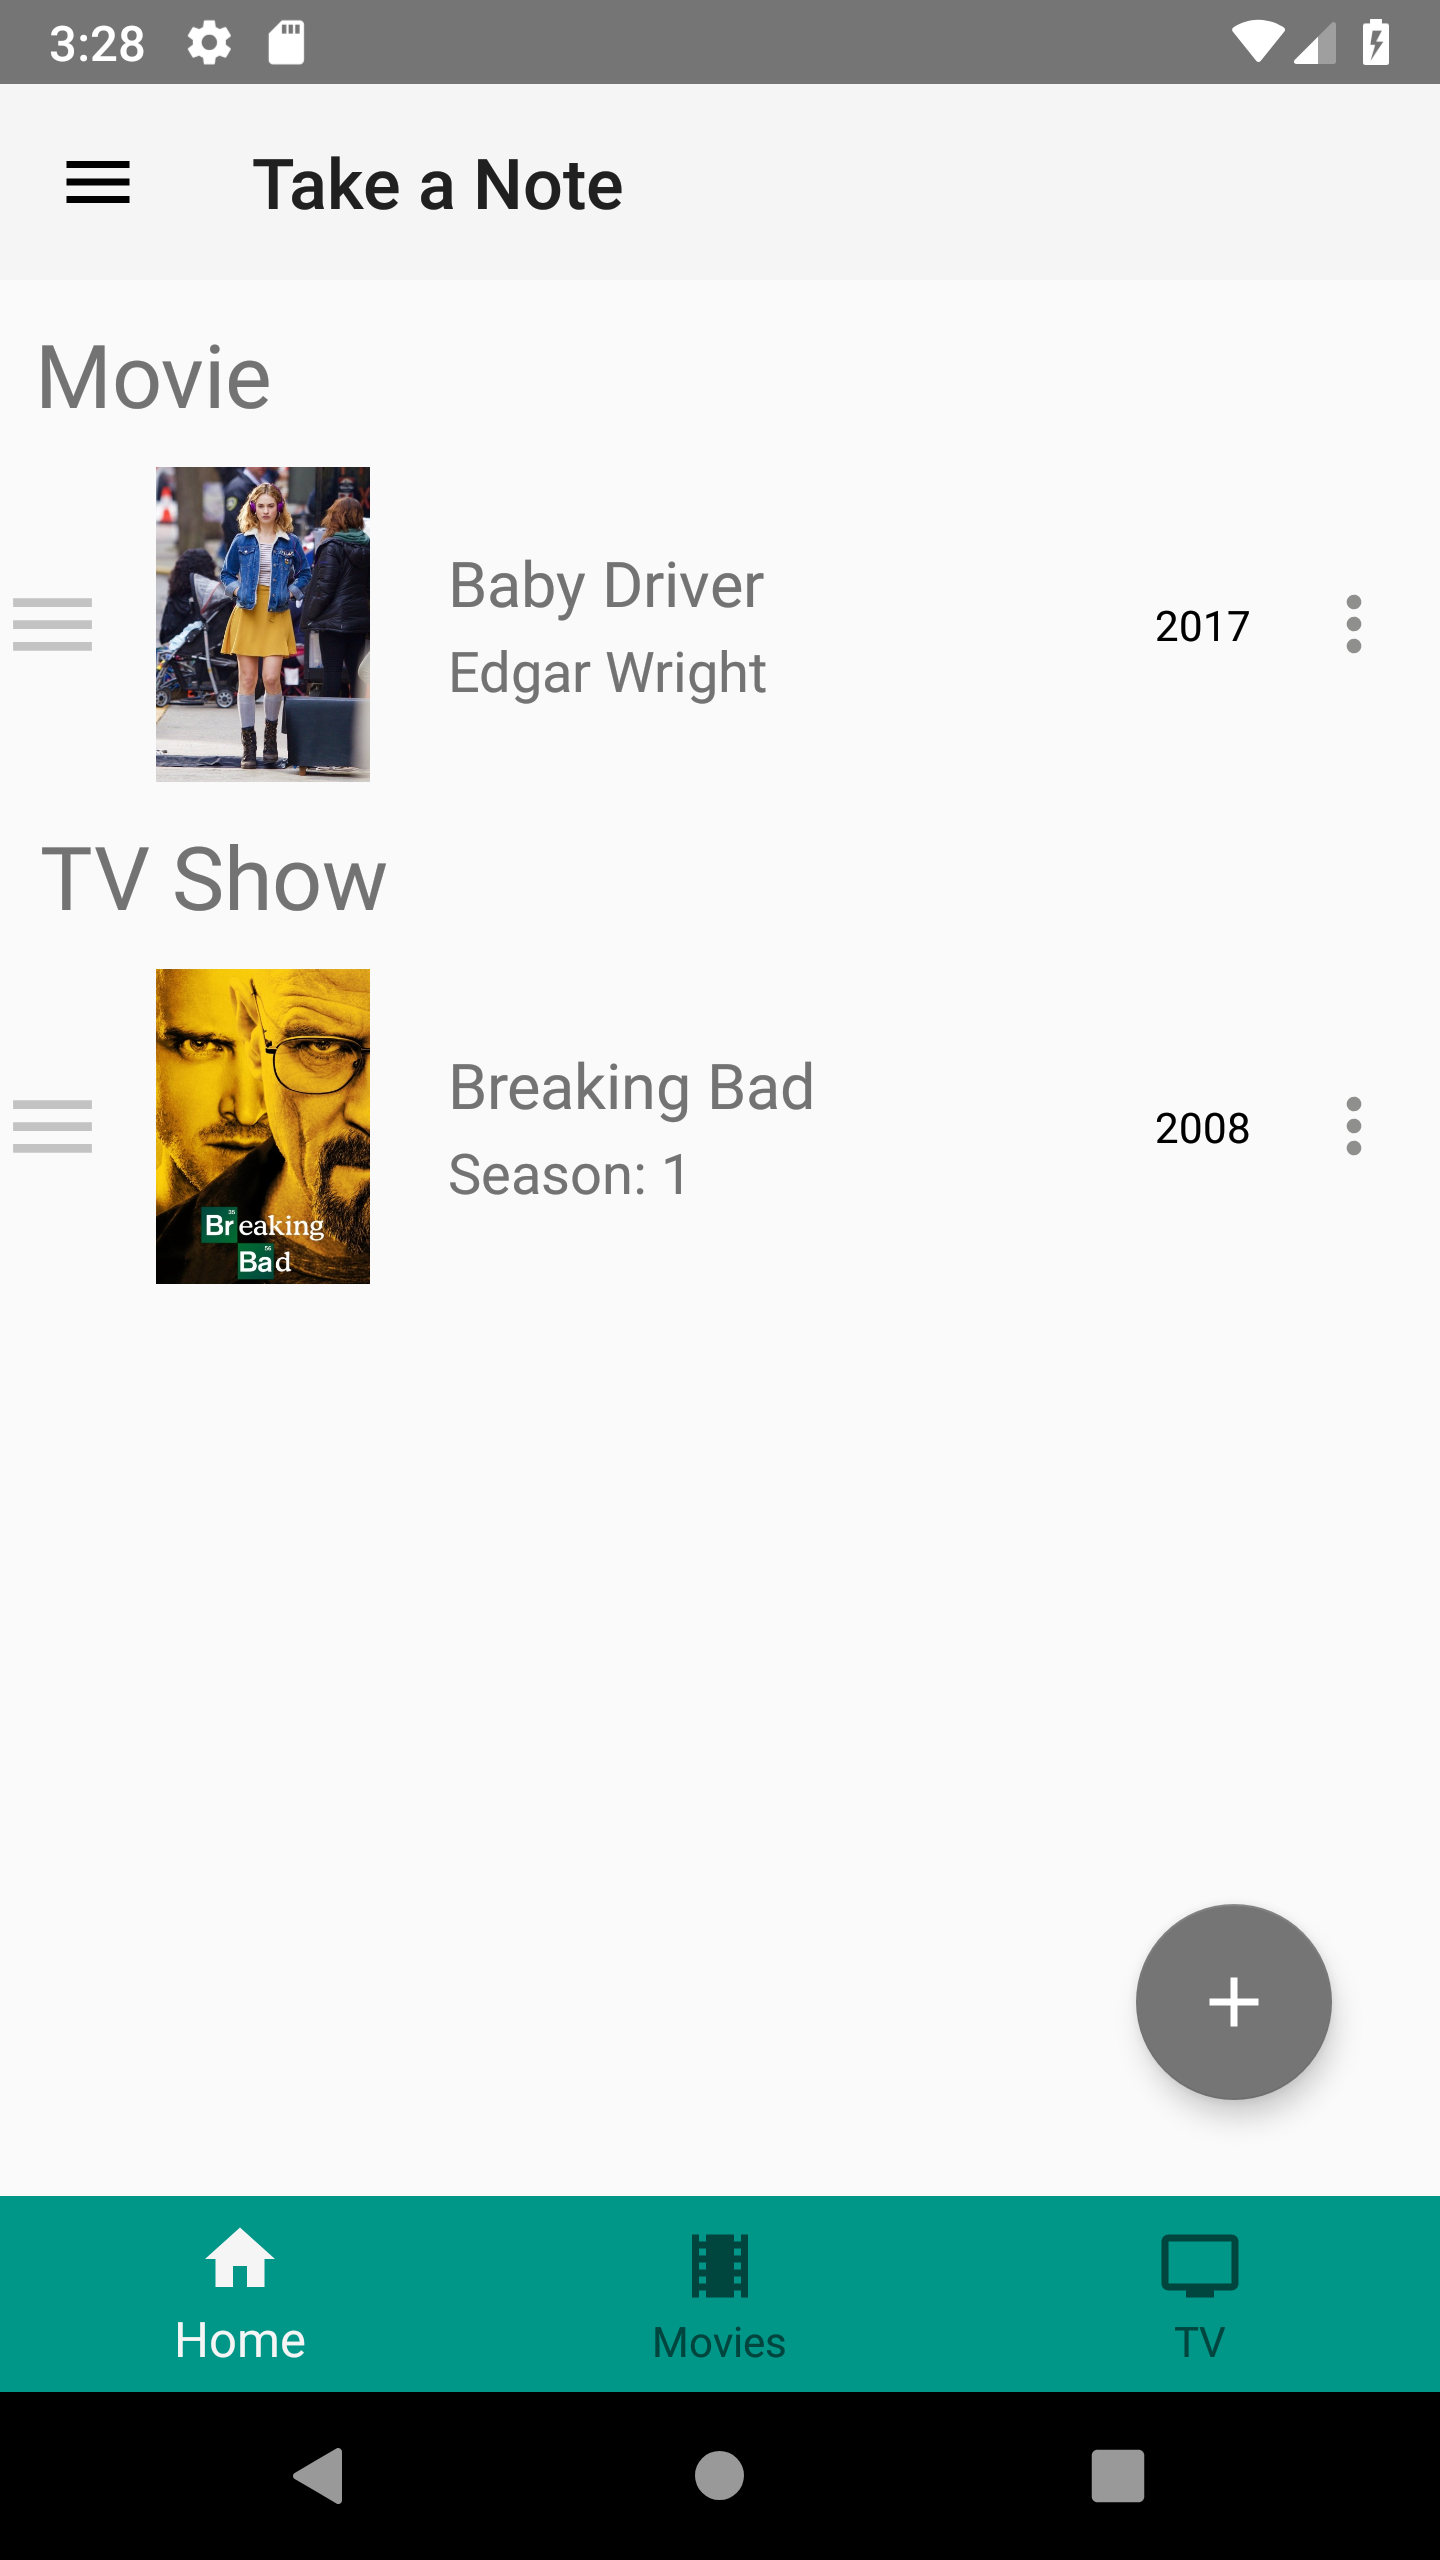 3:28
Take a Note
Movie
Baby Driver
Edgar Wright
2017
TV Show
Breaking
Bad
Breaking Bad
Season: 1
2008
Home
Movies
TV